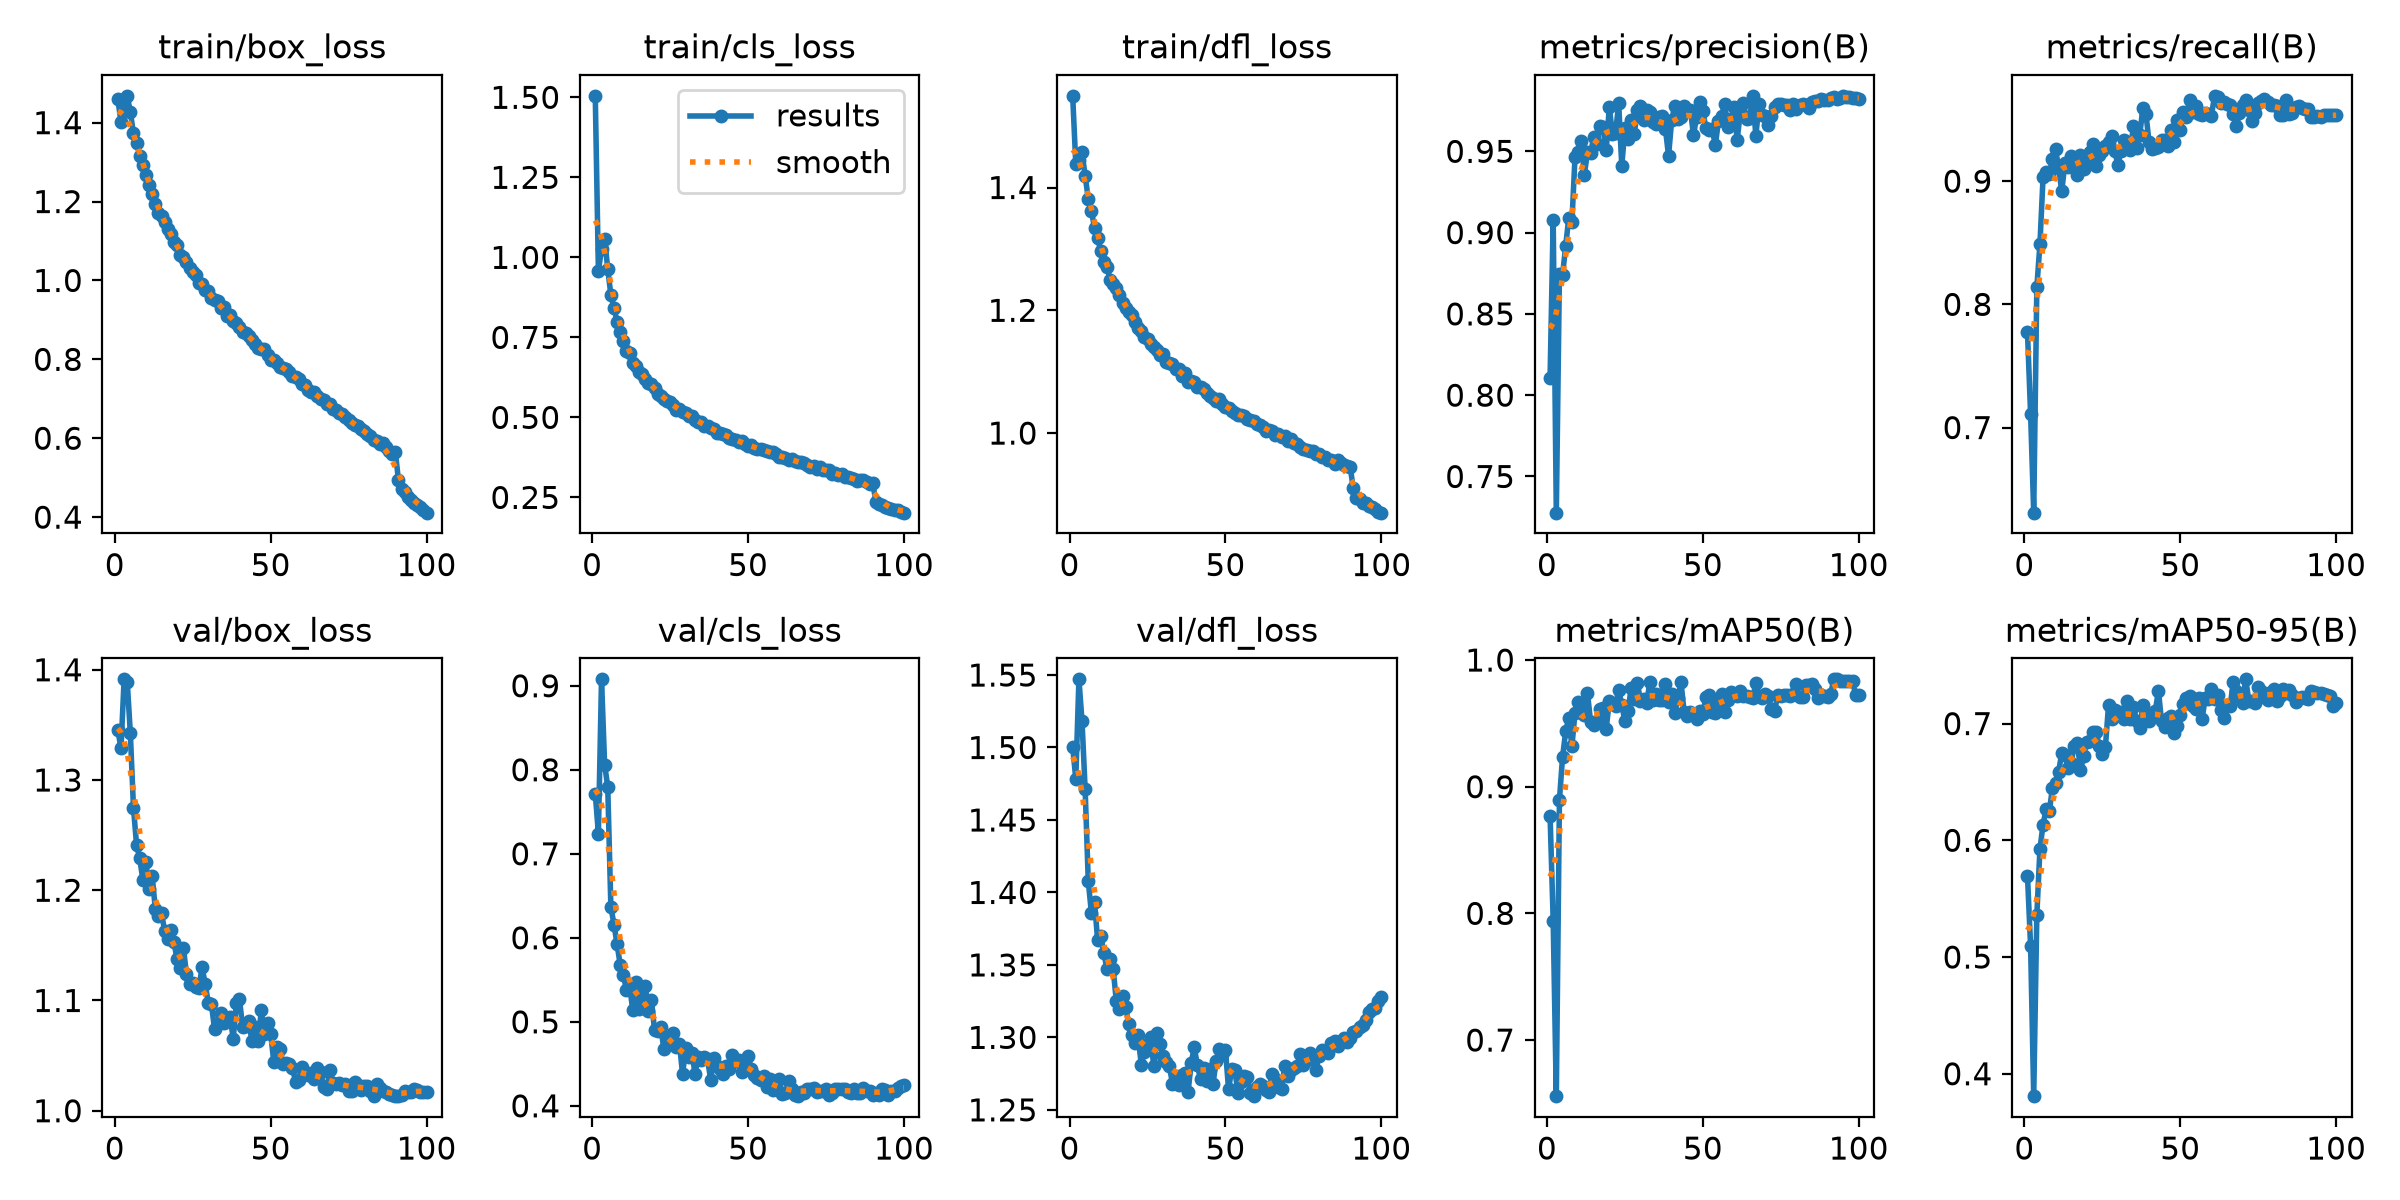 train/box_loss
1.4
1.2
1.0
0.8
0.6
0.4
0 50 100
train/cls_loss
results
smooth
1.50
1.25
1.00
0.75
0.50
0.25
0 50 100
train/dfl_loss
1.4
1.2
1.0
0 50 100
metrics/precision(B)
0.95
0.90
0.85
0.80
0.75
0 50 100
metrics/recall(B)
0.9
0.8
0.7
0 50 100
val/box_loss
1.4
1.3
1.2
1.1
1.0
0 50 100
val/cls_loss
0.9
0.8
0.7
0.6
0.5
0.4
0 50 100
val/dfl_loss
1.55
1.50
1.45
1.40
1.35
1.30
1.25
0 50 100
metrics/mAP50(B)
1.0
0.9
0.8
0.7
0 50 100
metrics/mAP50-95(B)
0.7
0.6
0.5
0.4
0 50 100